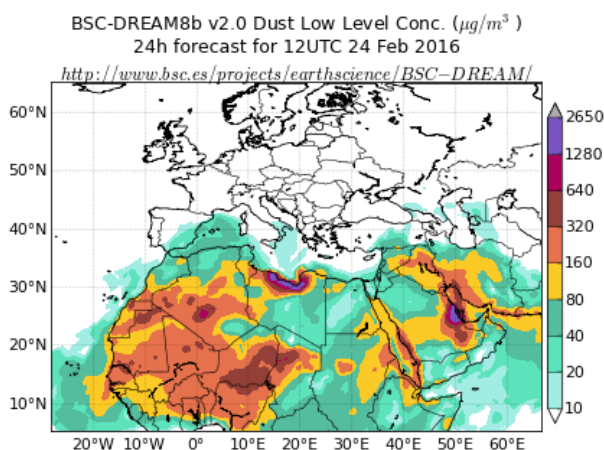 BSC-DREAM8b v2.0 Dust Low Level Conc. (μg/m³ )
24h forecast for 12UTC 24 Feb 2016
http://www.bsc.es/projects/earthscience/BSC−DREAM/
60°N
50°N
40°N
30°N
20°N
10°N
20°W 10°W 0° 10°E 20°E 30°E 40°E 50°E 60°E
2650
1280
640
320
160
80
40
20
10